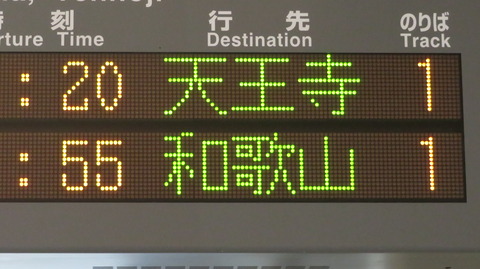 時 刻 行 先 のりば
Time Destination Track
:20 天王寺 1
:55 和歌山 1